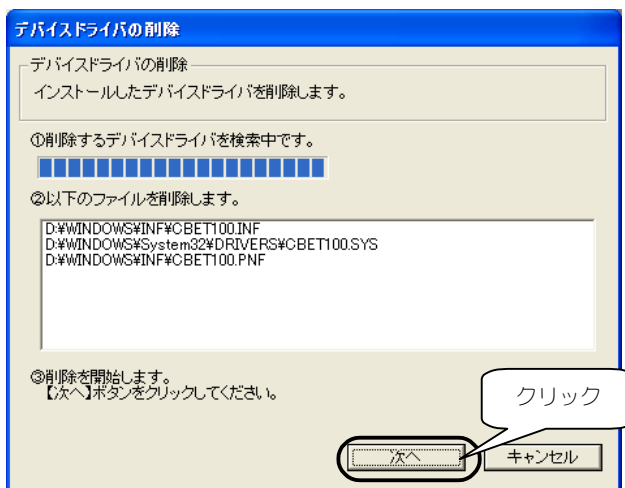 デバイスドライバの削除
デバイスドライバの削除
インストールしたデバイスドライバを削除します。
①削除するデバイスドライバを検索中です。
②以下のファイルを削除します。
D:¥WINDOWS¥INF¥CBET100.INF
D:¥WINDOWS¥System32¥DRIVERS¥CBET100.SYS
D:¥WINDOWS¥INF¥CBET100.PNF
③削除を開始します。
【次へ】ボタンをクリックしてください。
クリック
次へ
キャンセル